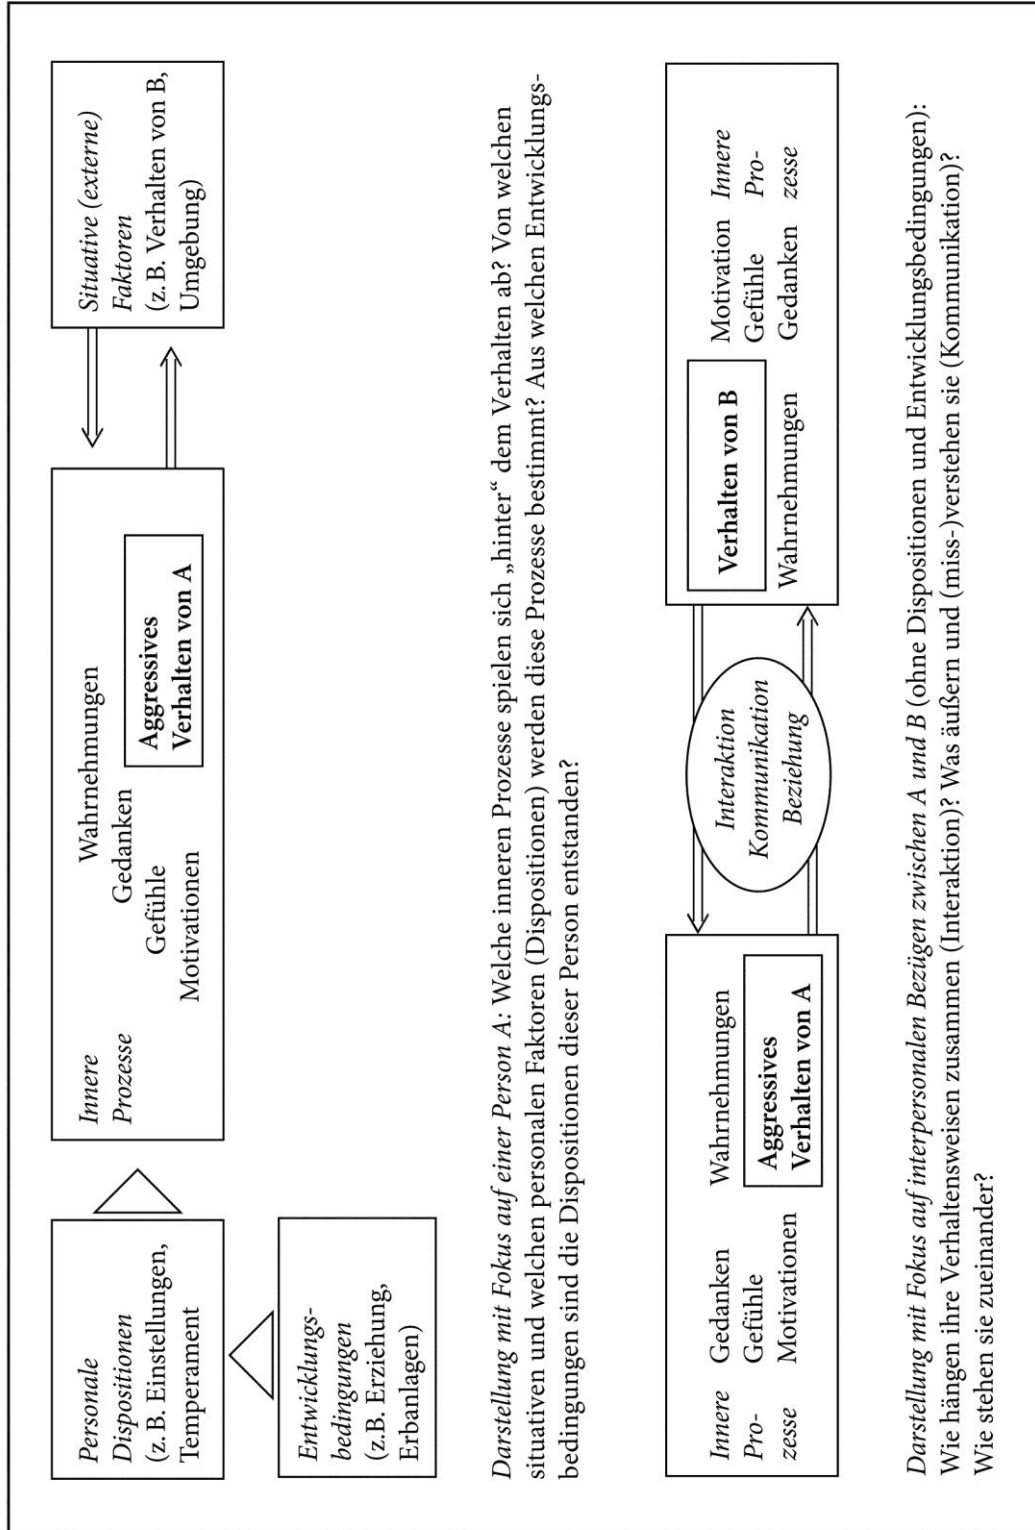 Personale
Dispositionen
(z. B. Einstellungen,
Temperament
Entwicklungs-
bedingungen
(z.B. Erziehung,
Erbanlagen)
Innere
Prozesse
Wahrnehmungen
Gedanken
Gefühle
Motivationen
Aggressives
Verhalten von A
Situative (externe)
Faktoren
(z. B. Verhalten von B,
Umgebung)
Darstellung mit Fokus auf einer Person A: Welche inneren Prozesse spielen sich „hinter“ dem Verhalten ab? Von welchen
situativen und welchen personalen Faktoren (Dispositionen) werden diese Prozesse bestimmt? Aus welchen Entwicklungs-
bedingungen sind die Dispositionen dieser Person entstanden?
Innere
Pro-
zesse
Gedanken
Gefühle
Motivationen
Wahrnehmungen
Aggressives
Verhalten von A
Interaktion
Kommunikation
Beziehung
Verhalten von B
Wahrnehmungen
Motivation
Gefühle
Gedanken
Innere
Pro-
zesse
Darstellung mit Fokus auf interpersonalen Bezügen zwischen A und B (ohne Dispositionen und Entwicklungsbedingungen):
Wie hängen ihre Verhaltensweisen zusammen (Interaktion)? Was äußern und (miss-)verstehen sie (Kommunikation)?
Wie stehen sie zueinander?